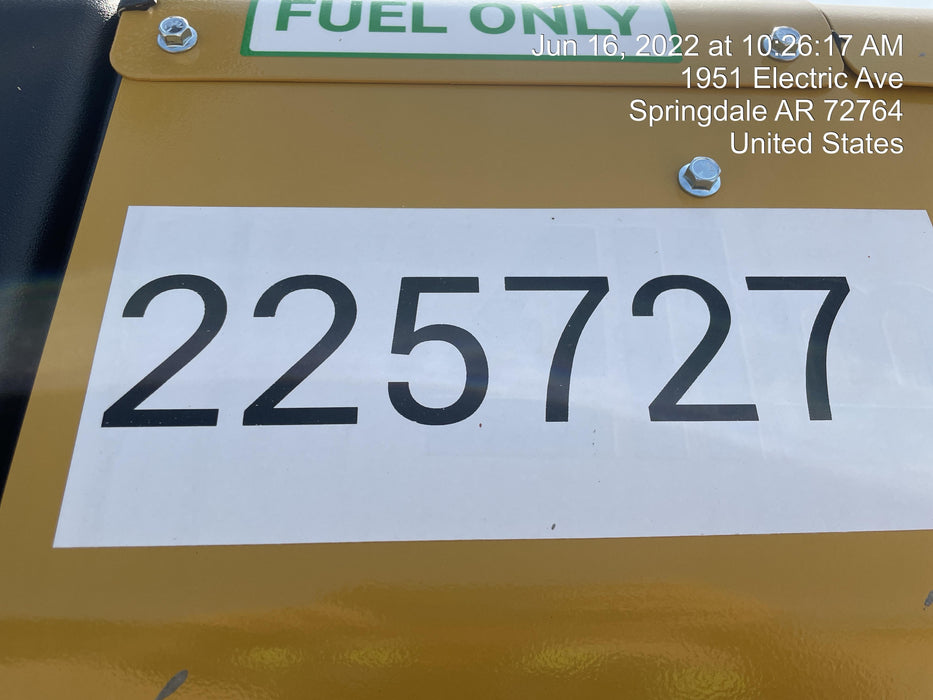 FUEL ONLY
Jun 16, 2022 at 10:26:17 AM
1951 Electric Ave
Springdale AR 72764
United States
225727